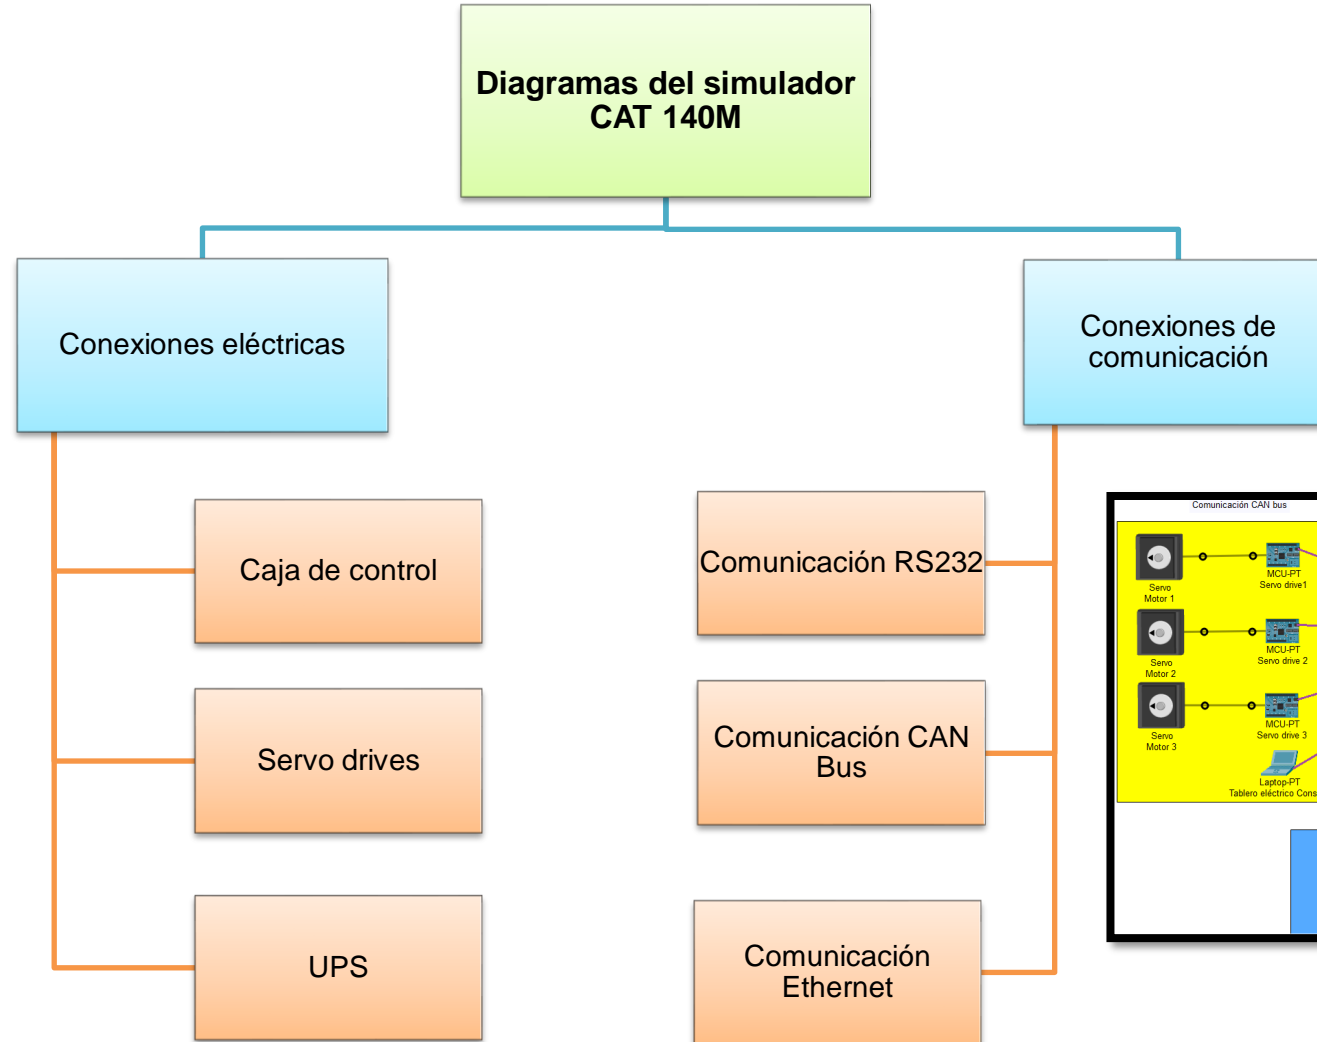 Diagramas del simulador
CAT 140M
Conexiones eléctricas
Conexiones de
comunicación
Caja de control
Servo drives
UPS
Comunicación RS232
Comunicación CAN
Bus
Comunicación
Ethernet
Comunicación CAN bus
Servo
Motor 1
MCU-PT
Servo drive1
Servo
Motor 2
MCU-PT
Servo drive 2
Servo
Motor 3
MCU-PT
Servo drive 3
Laptop-PT
Tablero eléctrico Cons